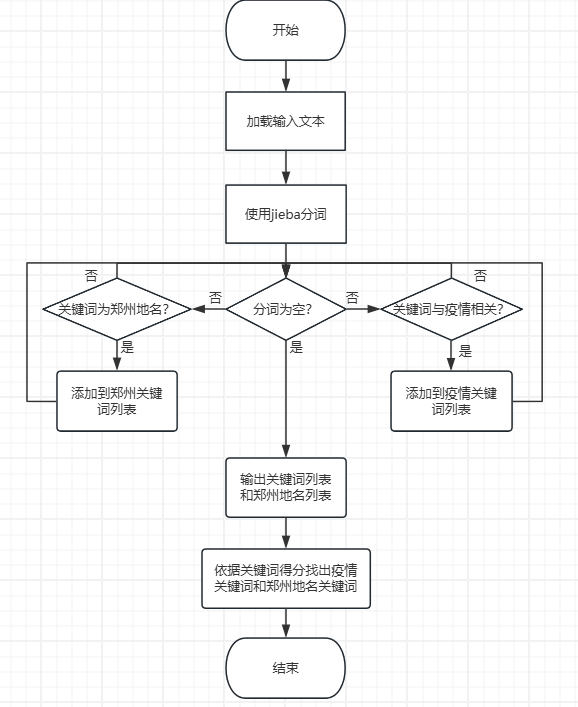 开始
加载输入文本
使用jieba分词
否
否
否
否
关键词为郑州地名?
分词为空?
关键词与疫情相关?
是
是
是
添加到郑州关键
词列表
添加到疫情关键
词列表
输出关键词列表
和郑州地名列表
依据关键词得分找出疫情
关键词和郑州地名关键词
结束